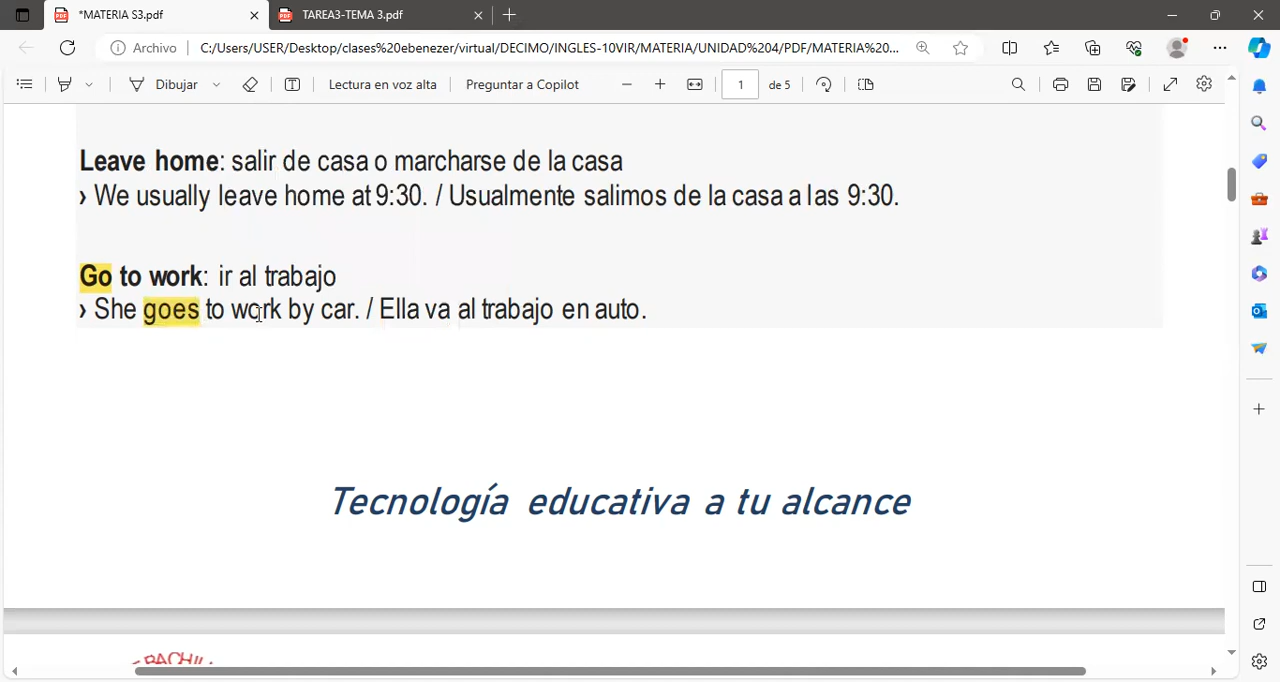 *MATERIA S3.pdf
TAREA3-TEMA 3.pdf
Archivo
C:/Users/USER/Desktop/clases%20ebenezer/virtual/DECIMO/INGLES-10VIR/MATERIA/UNIDAD%204/PDF/MATERIA%20...
Dibujar
Lectura en voz alta
Preguntar a Copilot
1
de 5
Leave home: salir de casa o marcharse de la casa
› We usually leave home at 9:30. / Usualmente salimos de la casa a las 9:30.
Go to work: ir al trabajo
› She goes to work by car. / Ella va al trabajo en auto.
Tecnología educativa a tu alcance